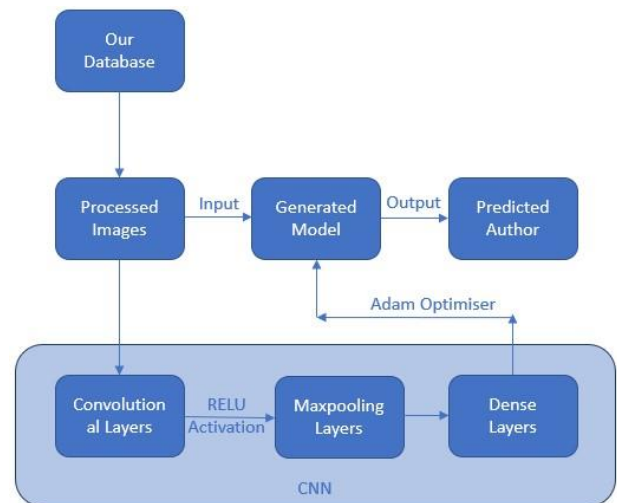 Our
Database
Processed
Images
Input
Generated
Model
Output
Predicted
Author
Adam Optimiser
Convolution
al Layers
RELU
Activation
Maxpooling
Layers
Dense
Layers
CNN